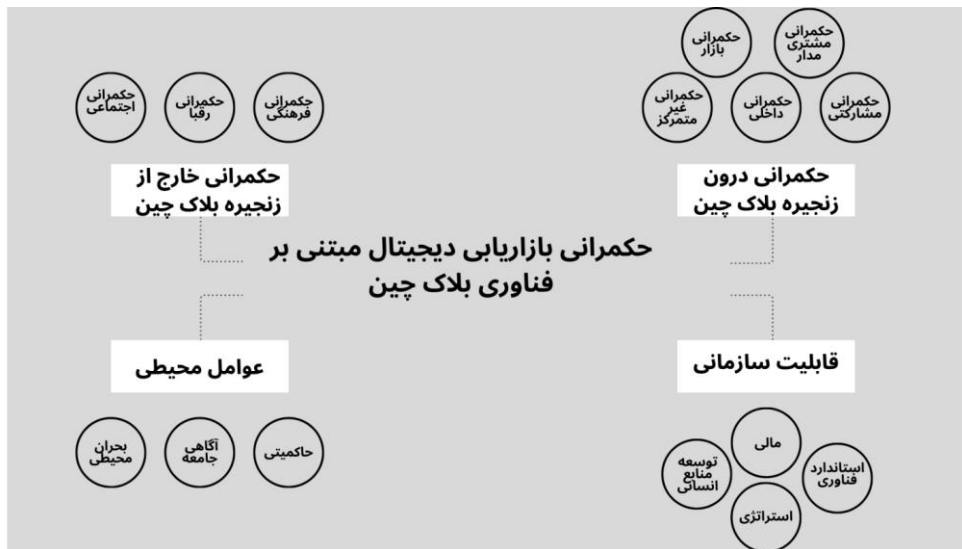 حکمرانی
مشتری
مدار
حکمرانی
بازار
حکمرانی
مشارکتی
حکمرانی
داخلی
حکمرانی
غیر
متمرکز
حکمرانی درون
زنجیره بلاک چین
حکمرانی
فرهنگی
حکمرانی
رقبا
حکمرانی
اجتماعی
حکمرانی خارج از
زنجیره بلاک چین
حکمرانی بازاریابی دیجیتال مبتنی بر
فناوری بلاک چین
قابلیت سازمانی
مالی
استاندارد
فناوری
توسعه
منابع
انسانی
استراتژی
عوامل محیطی
حاکمیتی
آگاهی
جامعه
بحران
محیطی